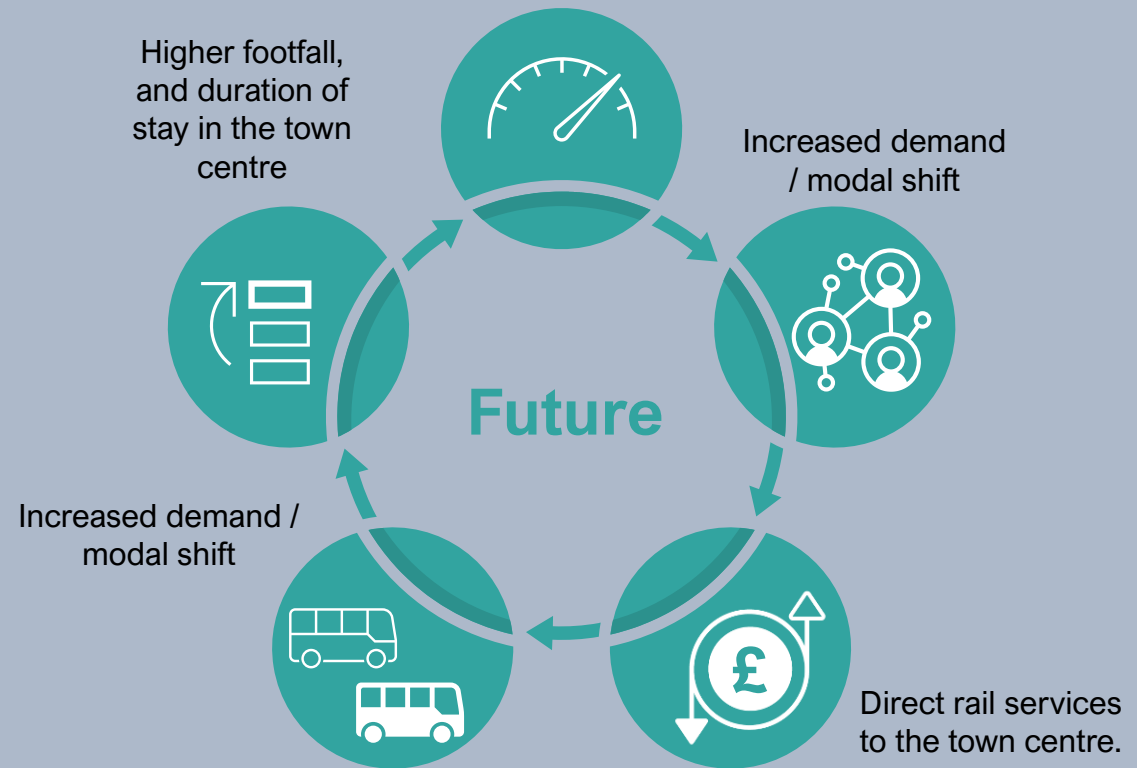 Higher footfall,
and duration of
stay in the town
centre
Increased demand
/ modal shift
Future
Increased demand /
modal shift
£
Direct rail services
to the town centre.